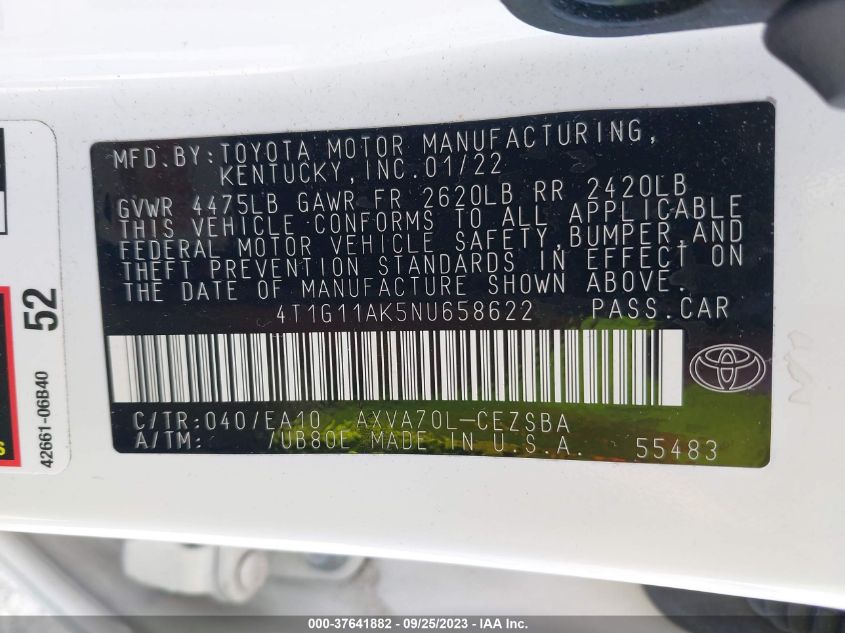 MFD.BY:TOYOTA MOTOR MANUFACTURING,
KENTUCKY,INC.01/22
GVWR 4475LB GAWR FR 2620LB RR 2420LB
THIS VEHICLE CONFORMS TO ALL APPLICABLE
FEDERAL MOTOR VEHICLE SAFETY,BUMPER,AND
THEFT PREVENTION STANDARDS IN EFFECT ON
THE DATE OF MANUFACTURE SHOWN ABOVE.
4T1G11AK5NU658622 PASS.CAR
C/TR:040/EA10 AXVA70L-CEZSBA
A/TM: /UB80E MADE IN U.S.A. 55483
52
42661-06B40
000-37641882 - 09/25/2023 - IAA Inc.